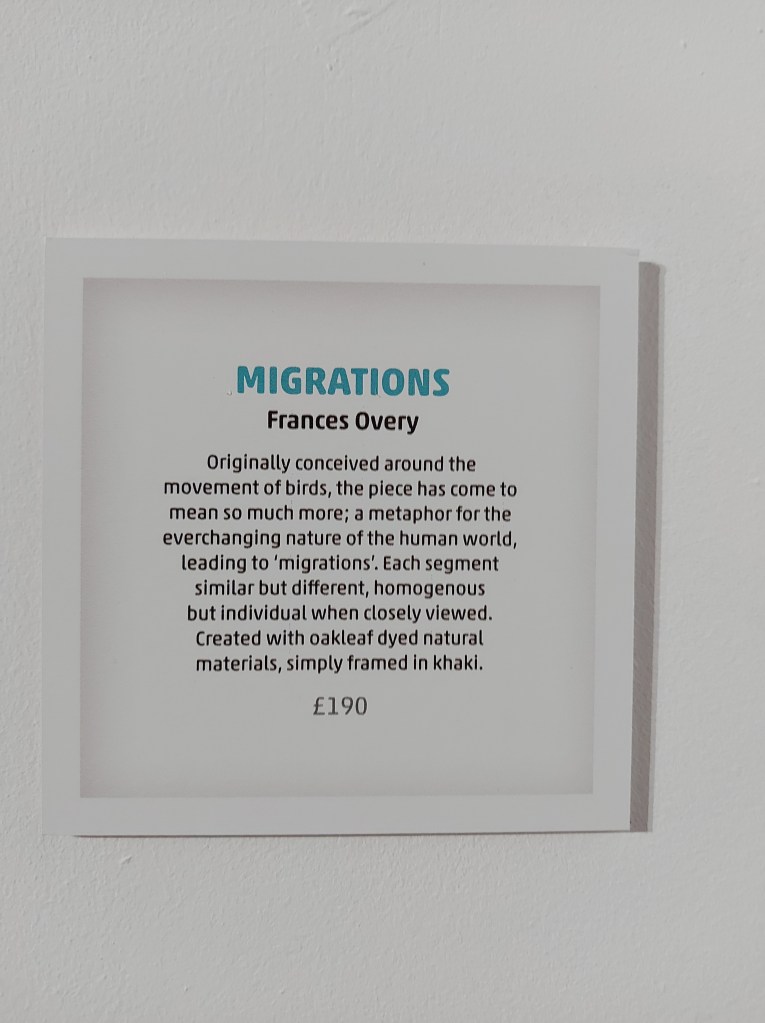 MIGRATIONS
Frances Overy
Originally conceived around the
movement of birds, the piece has come to
mean so much more; a metaphor for the
everchanging nature of the human world,
leading to ‘migrations’. Each segment
similar but different, homogenous
but individual when closely viewed.
Created with oakleaf dyed natural
materials, simply framed in khaki.
£190